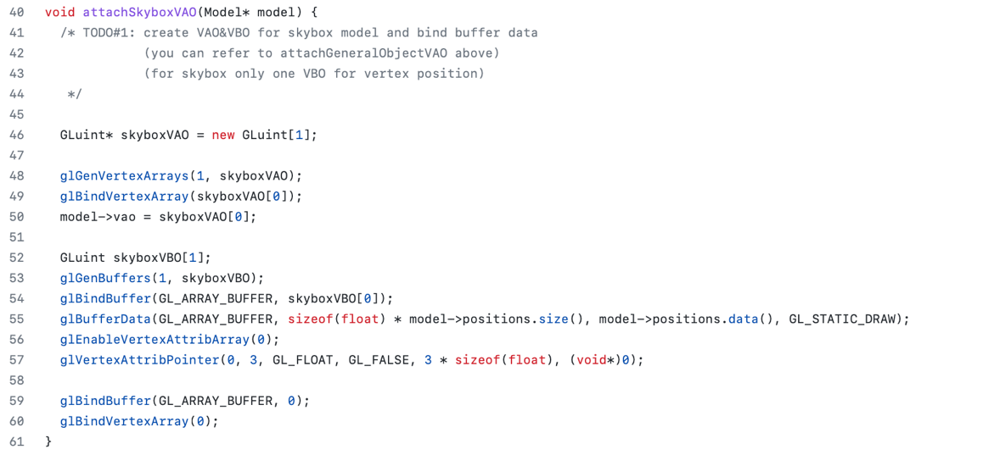 40 void attachSkyboxVAO(Model* model) {
41   /* TODO#1: create VAO&VBO for skybox model and bind buffer data
42             (you can refer to attachGeneralObjectVAO above)
43             (for skybox only one VBO for vertex position)
44    */
45
46   GLuint* skyboxVAO = new GLuint[1];
47
48   glGenVertexArrays(1, skyboxVAO);
49   glBindVertexArray(skyboxVAO[0]);
50   model->vao = skyboxVAO[0];
51
52   GLuint skyboxVBO[1];
53   glGenBuffers(1, skyboxVBO);
54   glBindBuffer(GL_ARRAY_BUFFER, skyboxVBO[0]);
55   glBufferData(GL_ARRAY_BUFFER, sizeof(float) * model->positions.size(), model->positions.data(), GL_STATIC_DRAW);
56   glEnableVertexAttribArray(0);
57   glVertexAttribPointer(0, 3, GL_FLOAT, GL_FALSE, 3 * sizeof(float), (void*)0);
58
59   glBindBuffer(GL_ARRAY_BUFFER, 0);
60   glBindVertexArray(0);
61 }